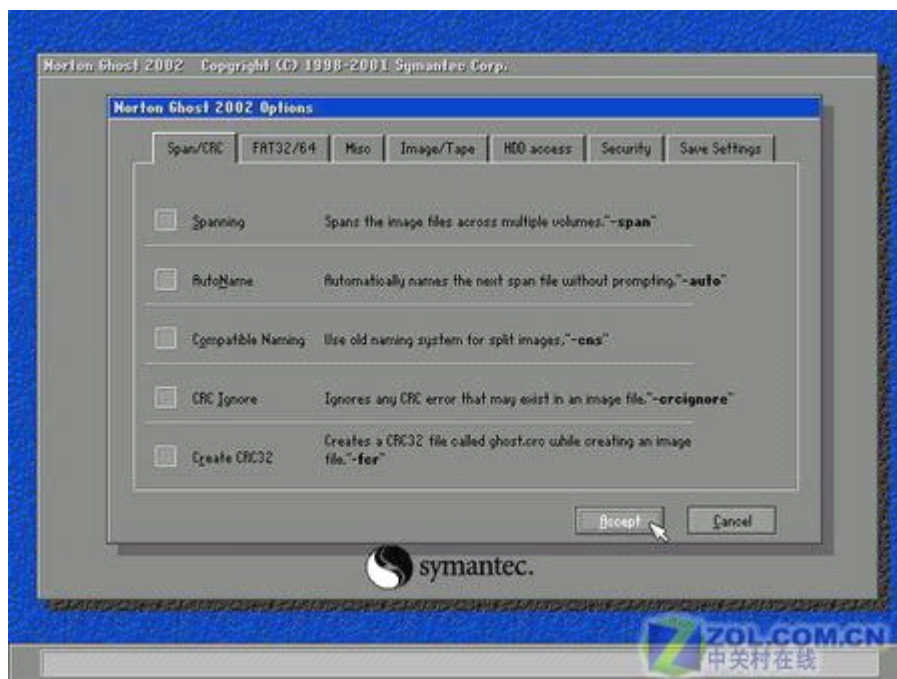 Norton Ghost 2002   Copyright (C) 1998-2001 Symantec Corp.
Norton Ghost 2002 Options
Span/CRC FAT32/64 Misc Image/Tape HDD access Security Save Settings
Spanning Spans the image files across multiple volumes."-span"
AutoName Automatically names the next span file without prompting."-auto"
Compatible Naming Use old naming system for split images,"-cns"
CRC Ignore Ignores any CRC error that may exist in an image file."-crcignore"
Creates a CRC32 file called ghost.crc while creating an image
Create CRC32 file."-fcr"
Accept Cancel
symantec.
ZOL.COM.CN
中关村在线